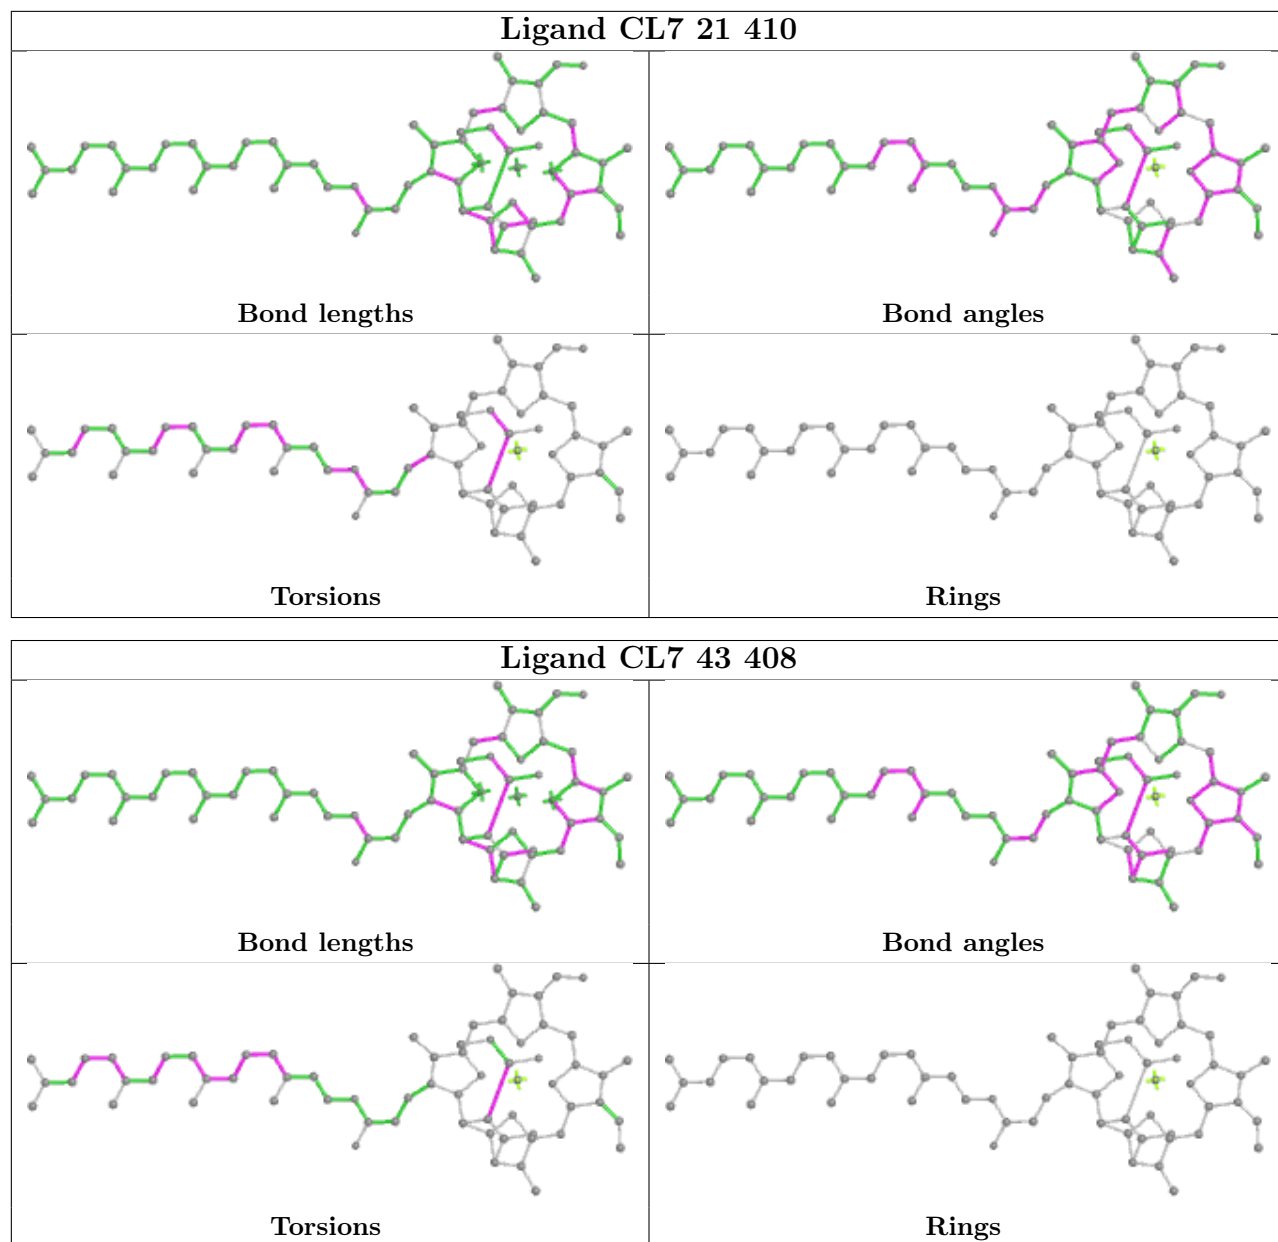 Ligand CL7 21 410
Bond lengths
Bond angles
Torsions
Rings
Ligand CL7 43 408
Bond lengths
Bond angles
Torsions
Rings